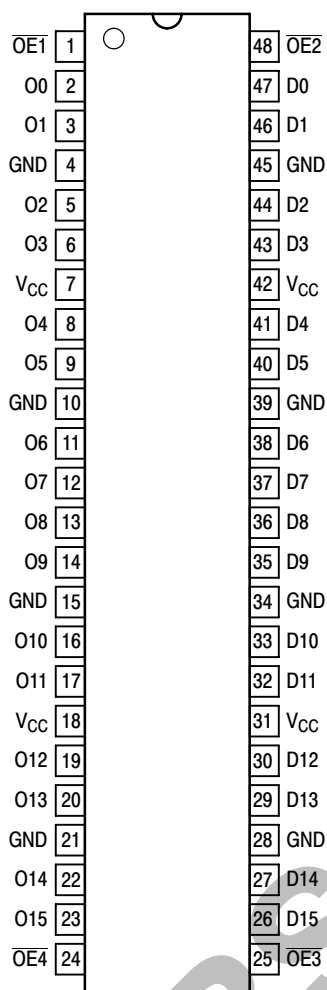 OE1 1 48 OE2
O0 2 47 D0
O1 3 46 D1
GND 4 45 GND
O2 5 44 D2
O3 6 43 D3
VCC 7 42 VCC
O4 8 41 D4
O5 9 40 D5
GND 10 39 GND
O6 11 38 D6
O7 12 37 D7
O8 13 36 D8
O9 14 35 D9
GND 15 34 GND
O10 16 33 D10
O11 17 32 D11
VCC 18 31 VCC
O12 19 30 D12
O13 20 29 D13
GND 21 28 GND
O14 22 27 D14
O15 23 26 D15
OE4 24 25 OE3